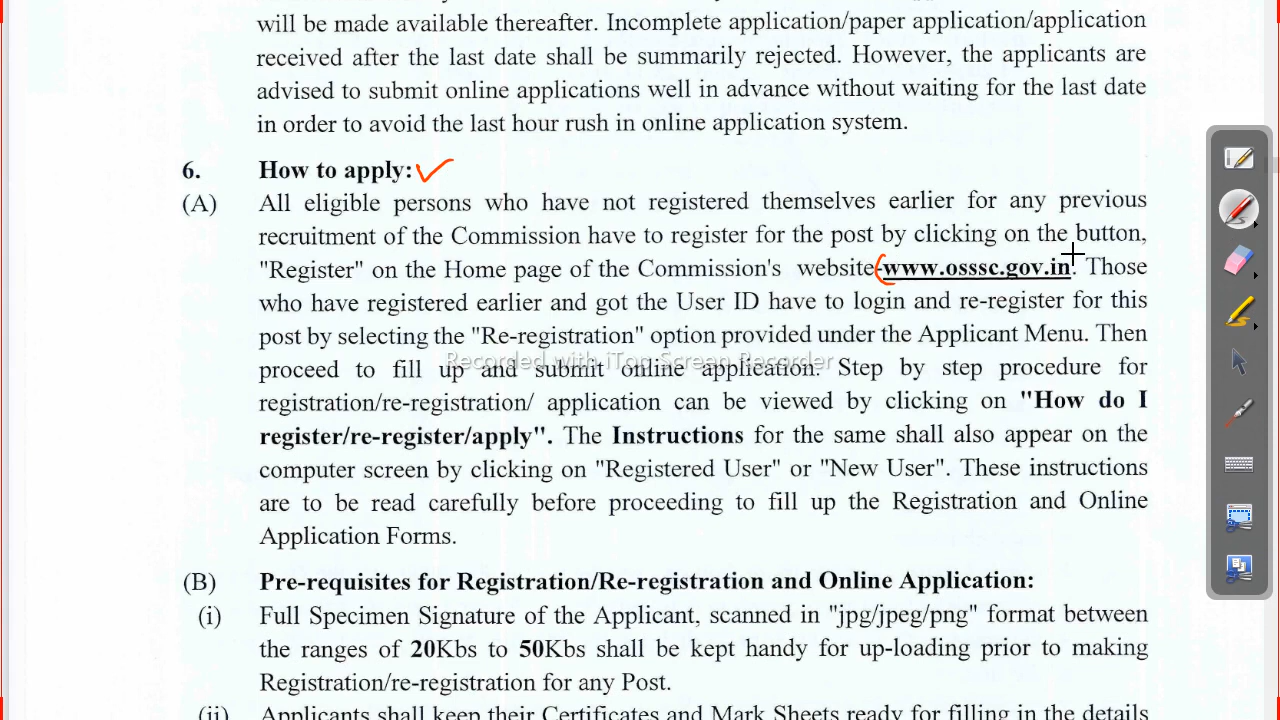 will be made available thereafter. Incomplete application/paper application/application
received after the last date shall be summarily rejected. However, the applicants are
advised to submit online applications well in advance without waiting for the last date
in order to avoid the last hour rush in online application system.
6. How to apply:
(A) All eligible persons who have not registered themselves earlier for any previous
recruitment of the Commission have to register for the post by clicking on the button,
"Register" on the Home page of the Commission's website-www.osssc.gov.in. Those
who have registered earlier and got the User ID have to login and re-register for this
post by selecting the "Re-registration" option provided under the Applicant Menu. Then
Recorded with iTop Screen Recorder
proceed to fill up and submit online application. Step by step procedure for
registration/re-registration/ application can be viewed by clicking on "How do I
register/re-register/apply". The Instructions for the same shall also appear on the
computer screen by clicking on "Registered User" or "New User". These instructions
are to be read carefully before proceeding to fill up the Registration and Online
Application Forms.
(B) Pre-requisites for Registration/Re-registration and Online Application:
(i) Full Specimen Signature of the Applicant, scanned in "jpg/jpeg/png" format between
the ranges of 20Kbs to 50Kbs shall be kept handy for up-loading prior to making
Registration/re-registration for any Post.
(ii) Applicants shall keep their Certificates and Mark Sheets ready for filling in the details